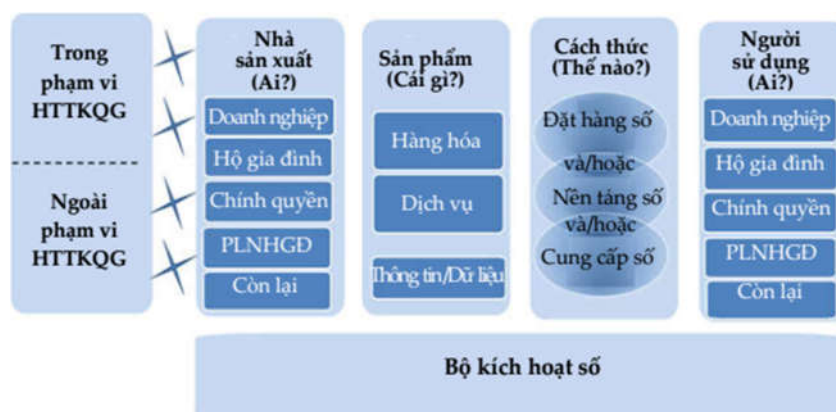 Trong
phạm vi
HTTKQG
Ngoài
phạm vi
HTTKQG
Nhà
sản xuất
(Ai?)
Doanh nghiệp
Hộ gia đình
Chính quyền
PLNHGĐ
Còn lại
Sản phẩm
(Cái gì?)
Hàng hóa
Dịch vụ
Thông tin/Dữ liệu
Cách thức
(Thế nào?)
Đặt hàng số
và/hoặc
Nền tảng số
và/hoặc
Cung cấp số
Người
sử dụng
(Ai?)
Doanh nghiệp
Hộ gia đình
Chính quyền
PLNHGĐ
Còn lại
Bộ kích hoạt số